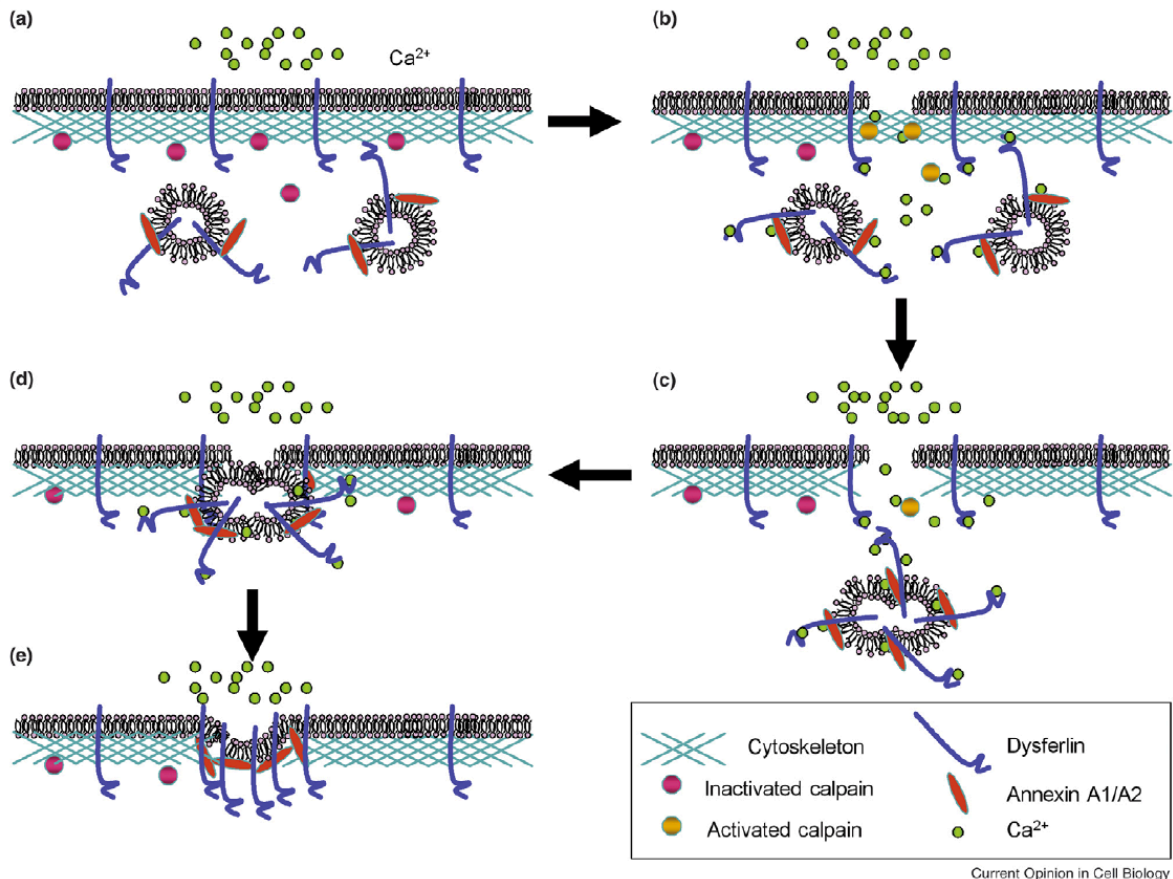 (a)
Ca²⁺
(b)
(d)
(c)
(e)
Cytoskeleton
Dysferlin
Inactivated calpain
Annexin A1/A2
Activated calpain
Ca²⁺
Current Opinion in Cell Biology